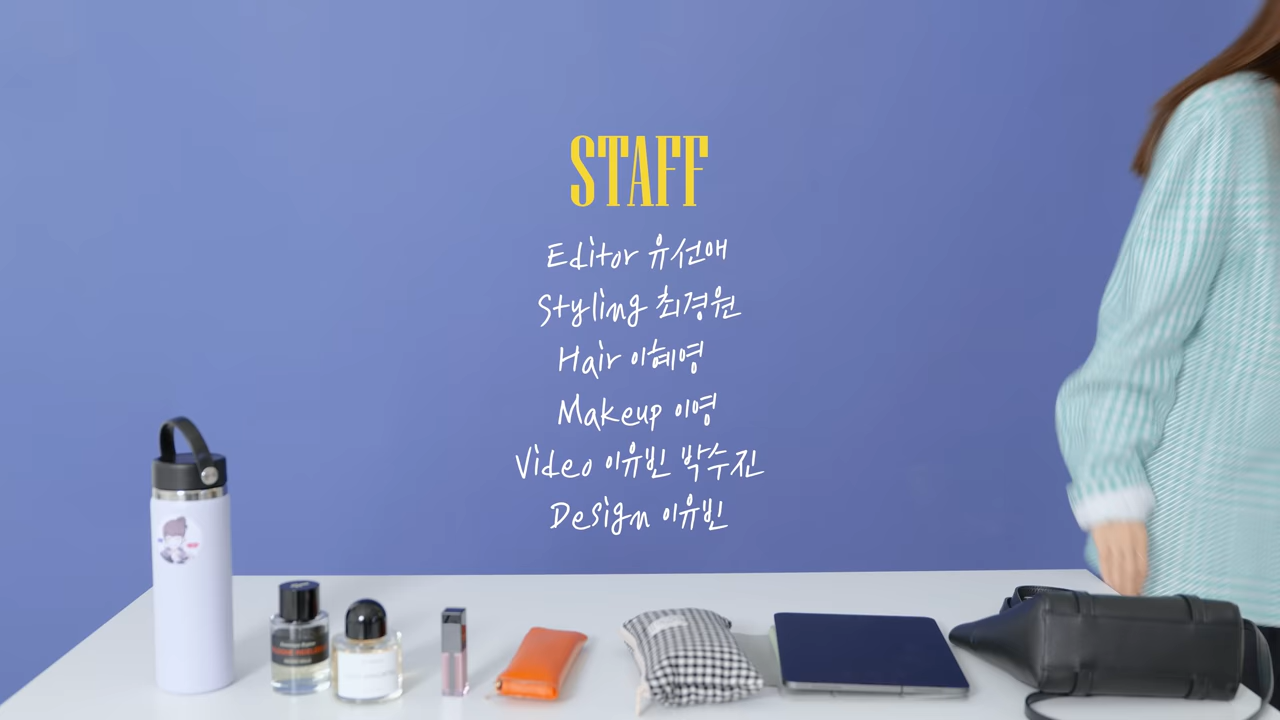 STAFF
Editor 유선애
Styling 최경원
Hair 이혜영
Makeup 이영
Video 이유빈 박수진
Design 이유빈